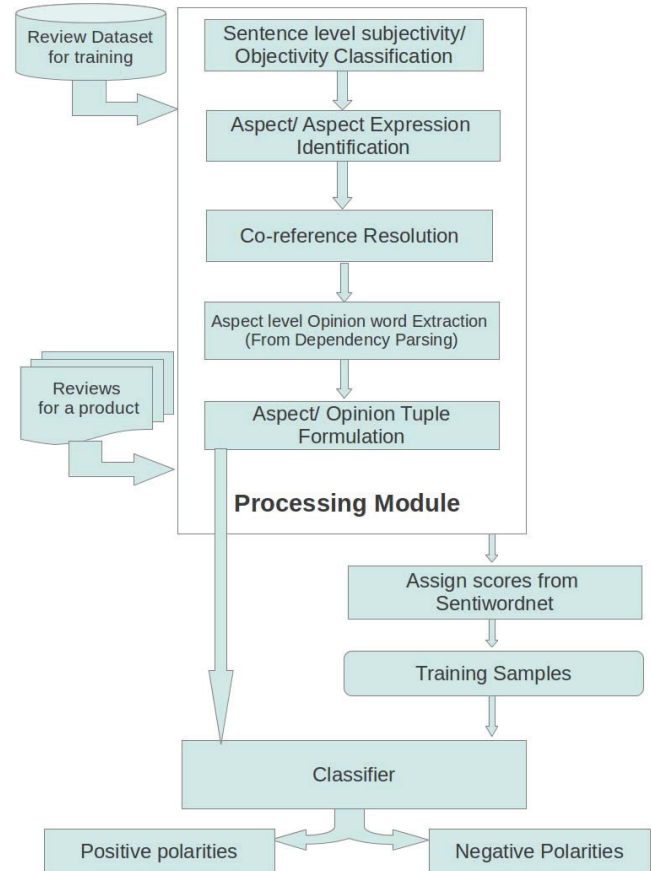 Review Dataset
for training
Sentence level subjectivity/
Objectivity Classification
Aspect/ Aspect Expression
Identification
Co-reference Resolution
Aspect level Opinion word Extraction
(From Dependency Parsing)
Reviews
for a product
Aspect/ Opinion Tuple
Formulation
Processing Module
Assign scores from
Sentiwordnet
Training Samples
Classifier
Positive polarities
Negative Polarities